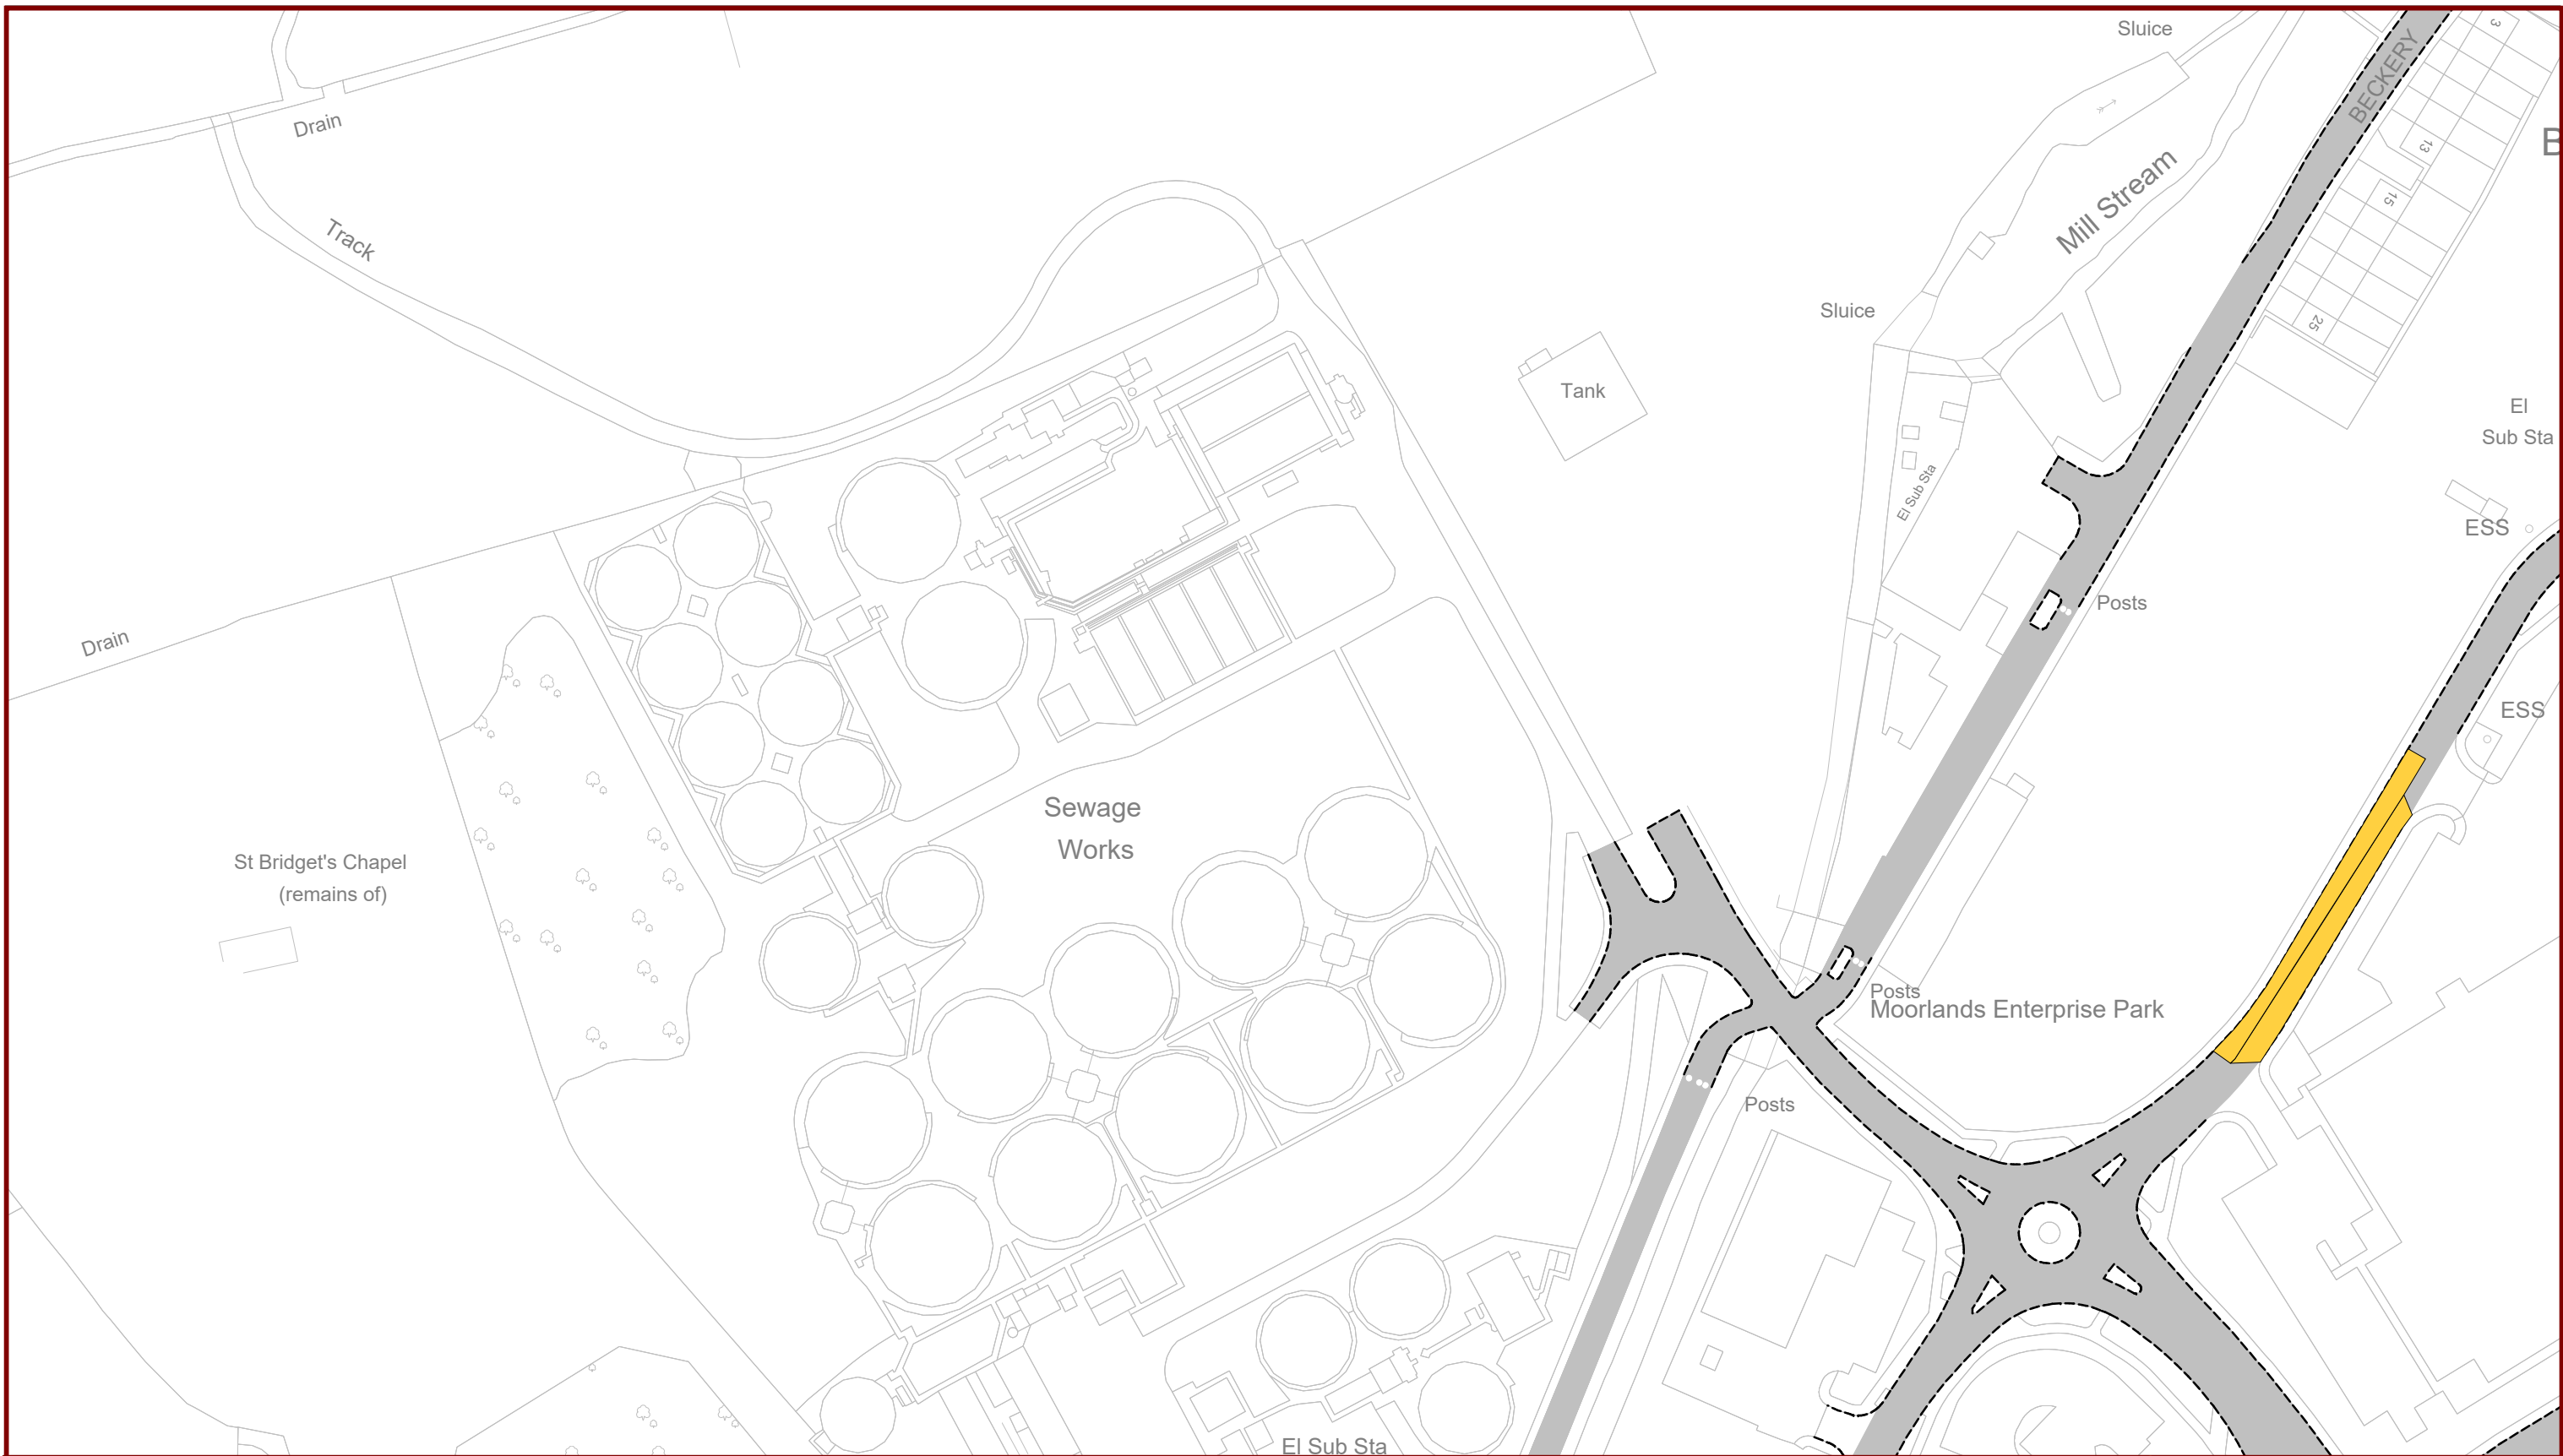 Sluice
BECKERY
3
Drain
13
B
Mill Stream
15
Track
Sluice
25
Tank
El
Sub Sta
El Sub Sta
ESS
Posts
Drain
ESS
Sewage
Works
St Bridget's Chapel
(remains of)
Posts
Moorlands Enterprise Park
Posts
El Sub Sta